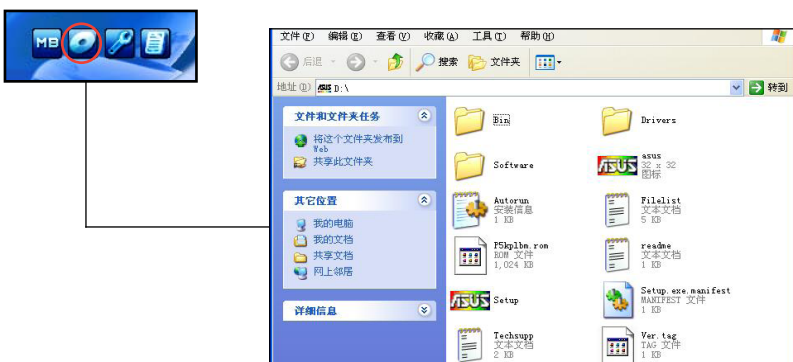 MB
文件(F) 编辑(E) 查看(V) 收藏(A) 工具(T) 帮助(H)
后退 搜索 文件夹
地址(D) D:\ 转到
文件和文件夹任务
将这个文件夹发布到
Web
共享此文件夹
其它位置
我的电脑
我的文档
共享文档
网上邻居
详细信息
Bin
Drivers
Software
asus
32 x 32
图标
Autorun
安装信息
1 KB
Filelist
文本文档
5 KB
P5kplbm.rom
ROM 文件
1,024 KB
readme
文本文档
1 KB
ASUS Setup
Setup.exe.manifest
MANIFEST 文件
1 KB
Techsupp
文本文档
2 KB
Ver.tag
TAG 文件
1 KB